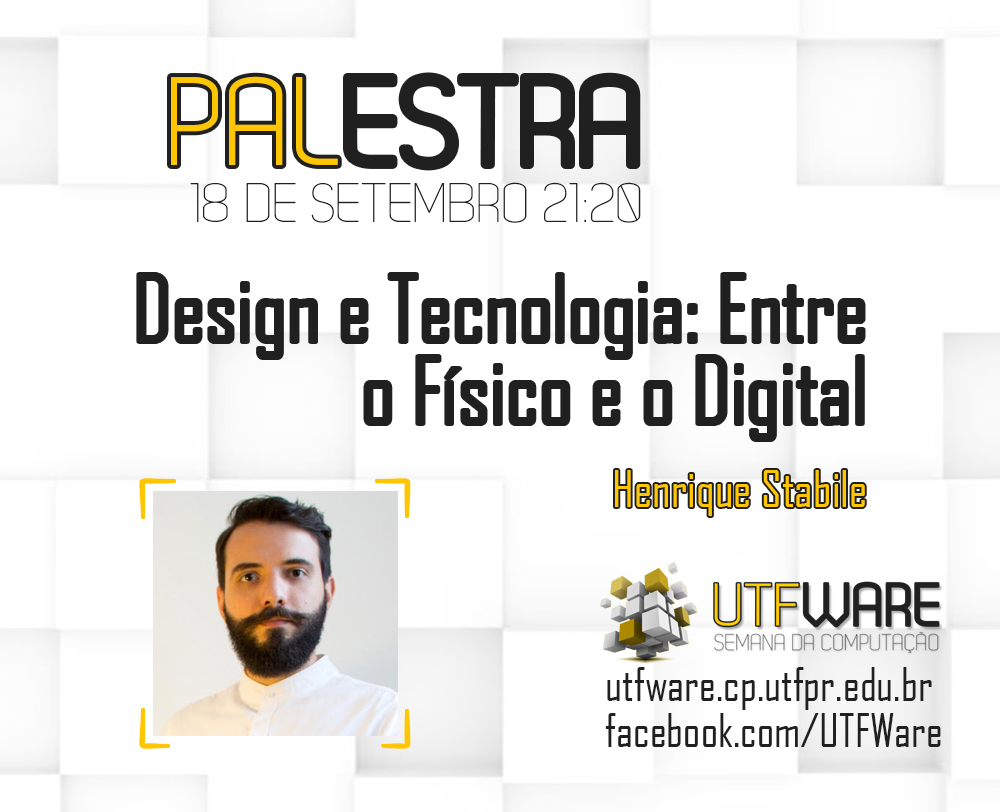 PALESTRA
18 DE SETEMBRO 21:20
Design e Tecnologia: Entre
o Físico e o Digital
Henrique Stabile
UTFWARE
SEMANA DA COMPUTAÇÃO
utfware.cp.utfpr.edu.br
facebook.com/UTFWare